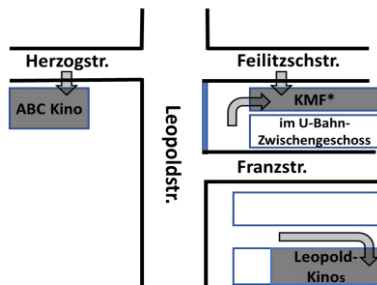 Herzogstr.
Feilitzschstr.
ABC Kino
KMF*
im U-Bahn-
Zwischengeschoss
Leopoldstr.
Franzstr.
Leopold-
Kinos